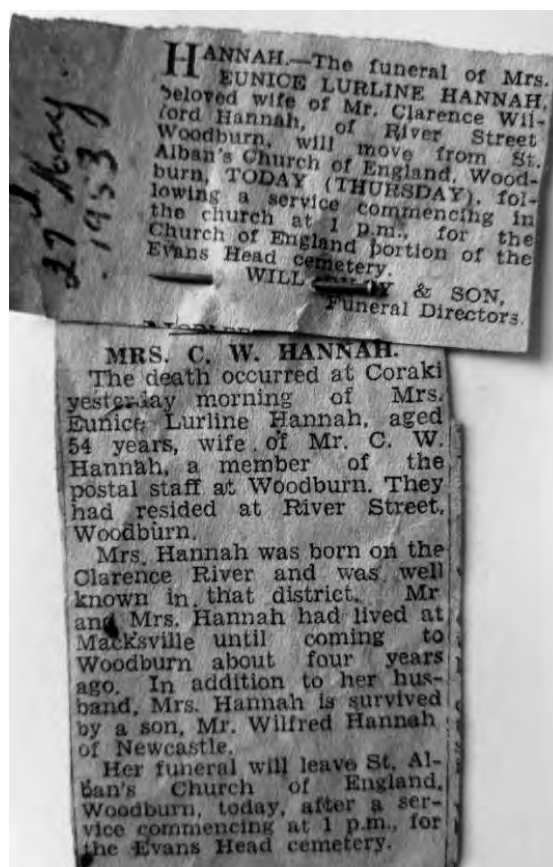 27th May
1953
HANNAH.—The funeral of Mrs.
EUNICE LURLINE HANNAH,
beloved wife of Mr. Clarence Wil-
ford Hannah, of River Street
Woodburn, will move from St.
Alban's Church of England, Wood-
burn, TODAY (THURSDAY), fol-
lowing a service commencing in
the church at 1 p.m., for the
Church of England portion of the
Evans Head cemetery.
WILL & SON,
Funeral Directors.
MRS. C. W. HANNAH.
The death occurred at Coraki
yesterday morning of Mrs.
Eunice Lurline Hannah, aged
54 years, wife of Mr. C. W.
Hannah, a member of the
postal staff at Woodburn. They
had resided at River Street,
Woodburn.
Mrs. Hannah was born on the
Clarence River and was well
known in that district. Mr
and Mrs. Hannah had lived at
Macksville until coming to
Woodburn about four years
ago. In addition to her hus-
band, Mrs. Hannah is survived
by a son, Mr. Wilfred Hannah
of Newcastle.
Her funeral will leave St. Al-
ban's Church of England,
Woodburn, today, after a ser-
vice commencing at 1 p.m., for
the Evans Head cemetery.